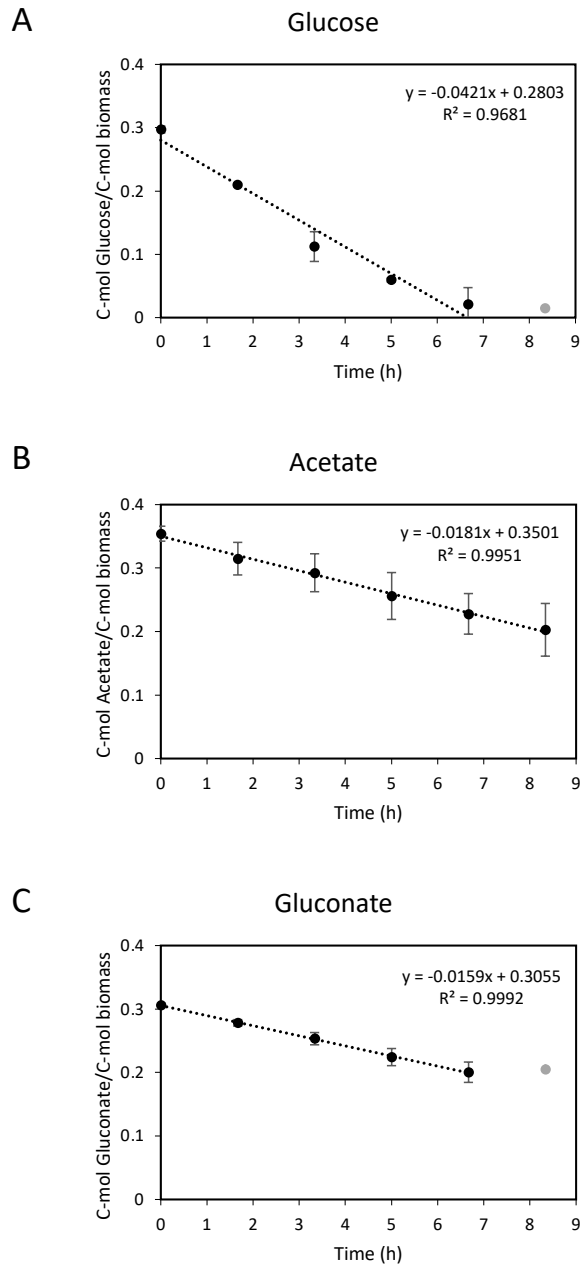 A
Glucose
y = -0.0421x + 0.2803
R² = 0.9681
C-mol Glucose/C-mol biomass
0.4
0.3
0.2
0.1
0
0 1 2 3 4 5 6 7 8 9
Time (h)
B
Acetate
y = -0.0181x + 0.3501
R² = 0.9951
C-mol Acetate/C-mol biomass
0.4
0.3
0.2
0.1
0
0 1 2 3 4 5 6 7 8 9
Time (h)
C
Gluconate
y = -0.0159x + 0.3055
R² = 0.9992
C-mol Gluconate/C-mol biomass
0.4
0.3
0.2
0.1
0
0 1 2 3 4 5 6 7 8 9
Time (h)